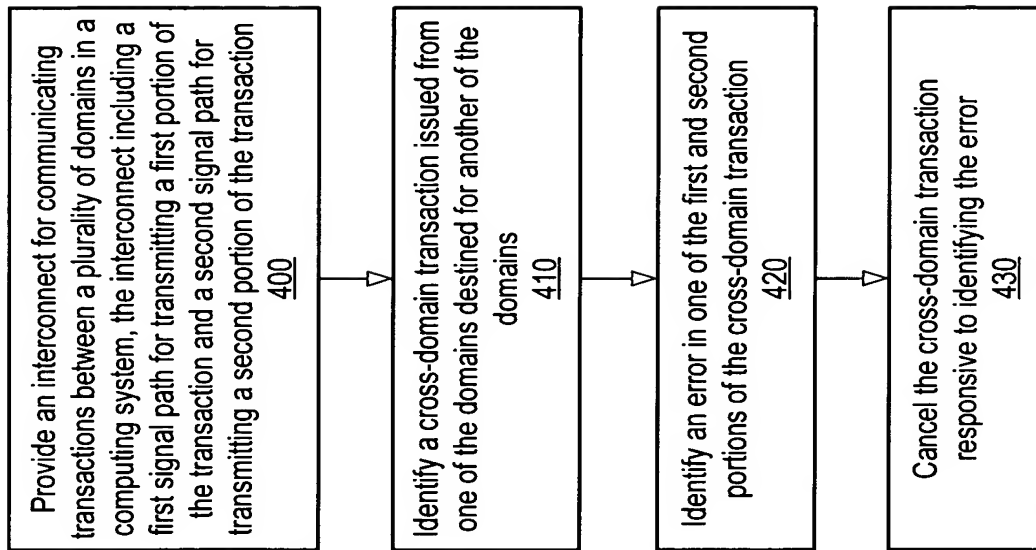 Provide an interconnect for communicating
transactions between a plurality of domains in a
computing system, the interconnect including a
first signal path for transmitting a first portion of
the transaction and a second signal path for
transmitting a second portion of the transaction
400
Identify a cross-domain transaction issued from
one of the domains destined for another of the
domains
410
Identify an error in one of the first and second
portions of the cross-domain transaction
420
Cancel the cross-domain transaction
responsive to identifying the error
430